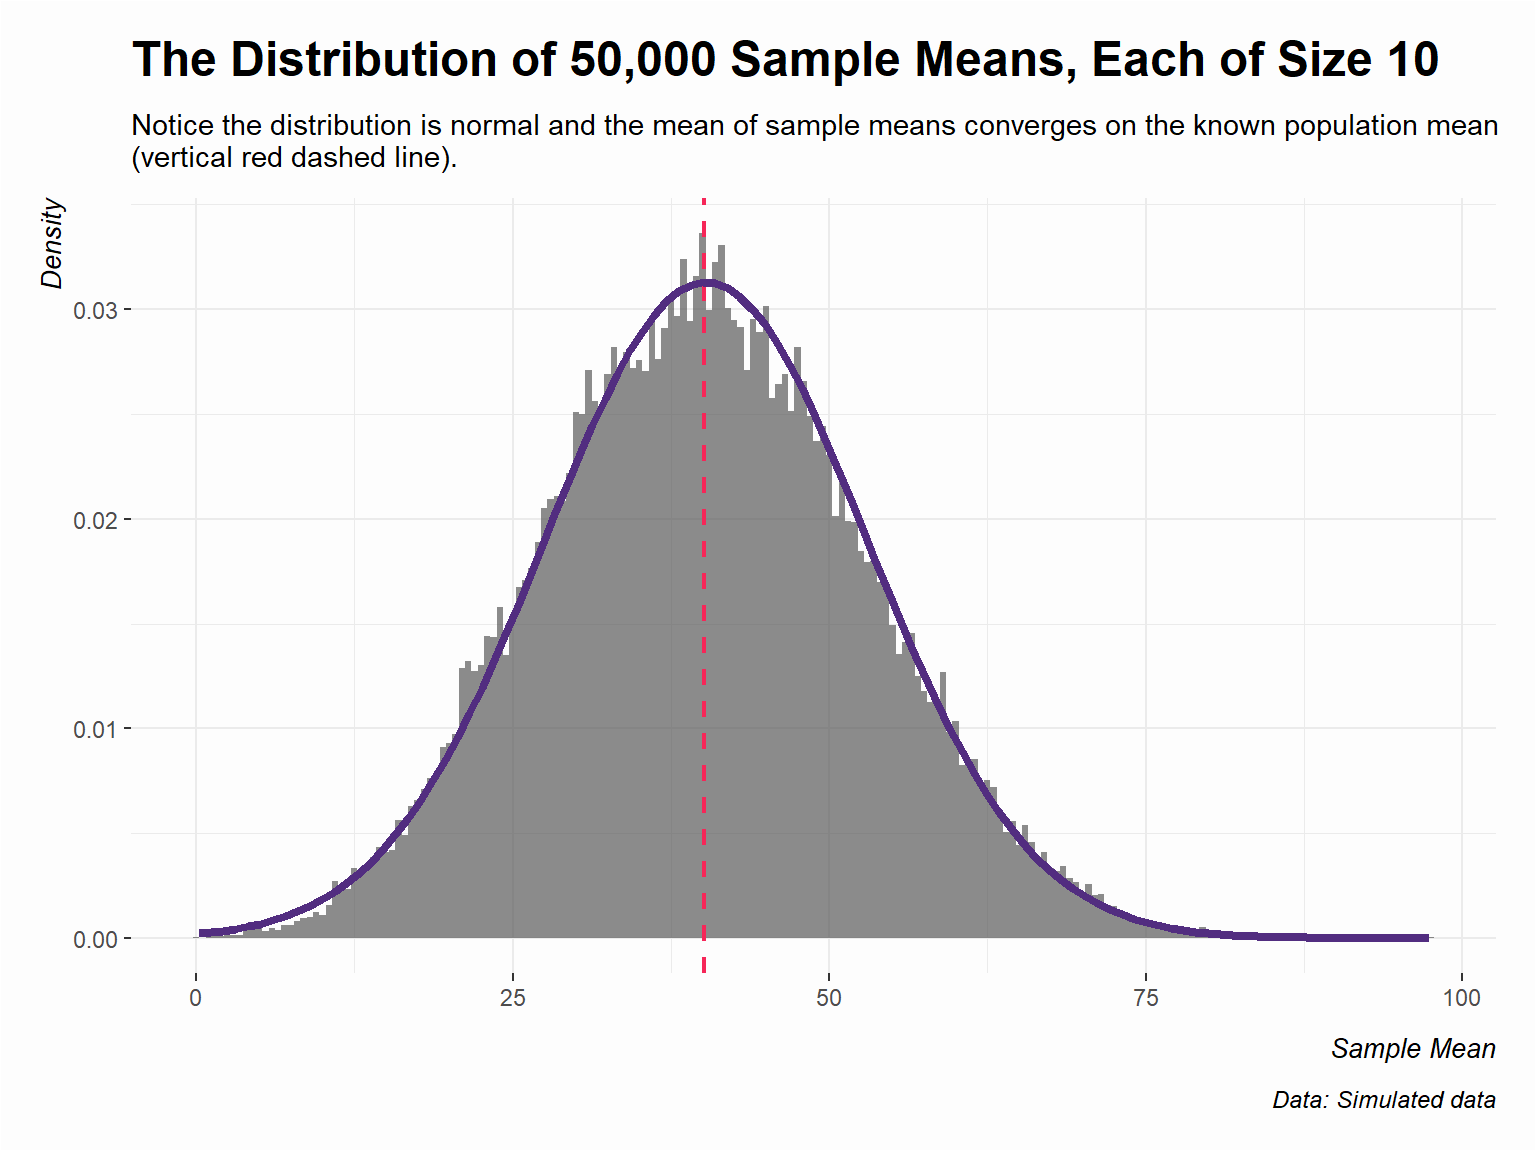 The Distribution of 50,000 Sample Means, Each of Size 10
Notice the distribution is normal and the mean of sample means converges on the known population mean
(vertical red dashed line).
Density
0.03
0.02
0.01
0.00
0 25 50 75 100
Sample Mean
Data: Simulated data